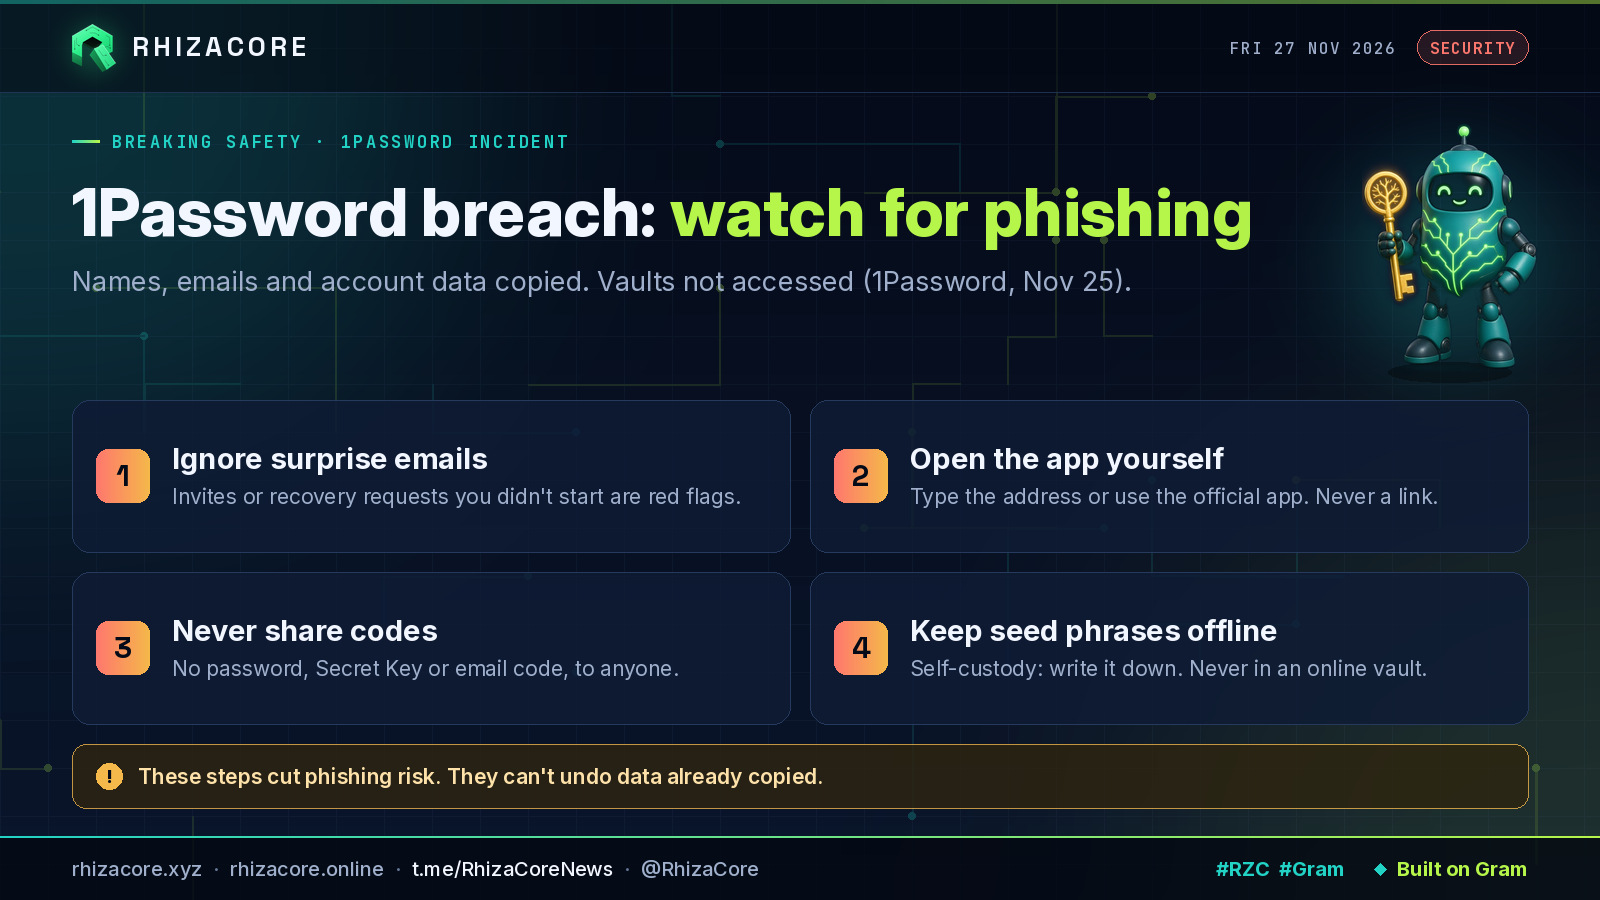 RHIZACORE
FRI 27 NOV 2026
SECURITY
BREAKING SAFETY · 1PASSWORD INCIDENT
1Password breach: watch for phishing
Names, emails and account data copied. Vaults not accessed (1Password, Nov 25).
1
Ignore surprise emails
Invites or recovery requests you didn't start are red flags.
2
Open the app yourself
Type the address or use the official app. Never a link.
3
Never share codes
No password, Secret Key or email code, to anyone.
4
Keep seed phrases offline
Self-custody: write it down. Never in an online vault.
! These steps cut phishing risk. They can't undo data already copied.
rhizacore.xyz · rhizacore.online · t.me/RhizaCoreNews · @RhizaCore
#RZC #Gram ◆ Built on Gram